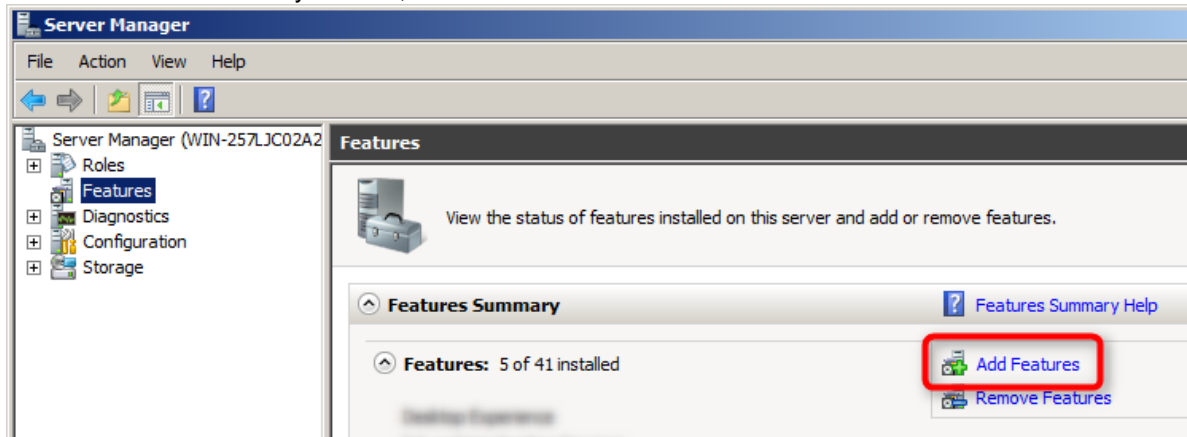 Server Manager
File Action View Help
Server Manager (WIN-257LJC02A2
Roles
Features
Diagnostics
Configuration
Storage
Features
View the status of features installed on this server and add or remove features.
Features Summary
Features Summary Help
Features: 5 of 41 installed
Add Features
Remove Features